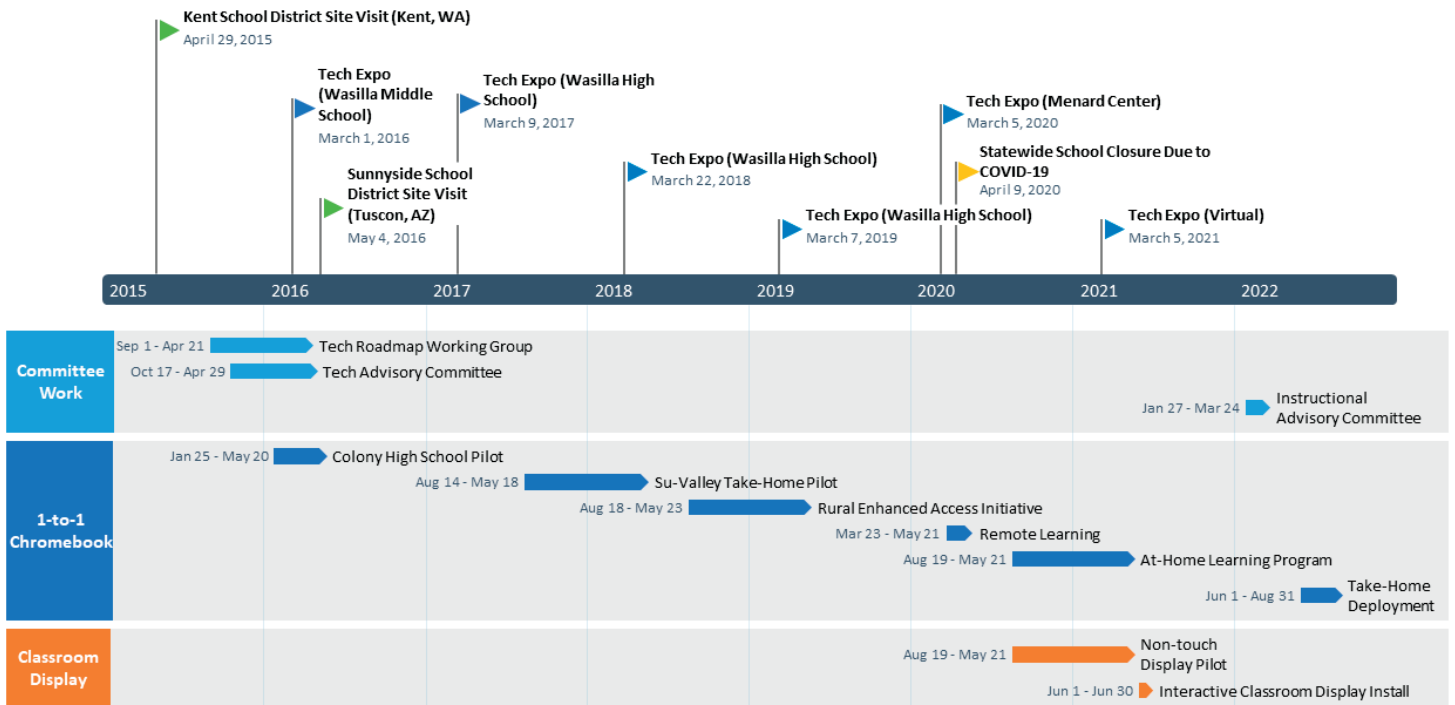 Kent School District Site Visit (Kent, WA)
April 29, 2015
Tech Expo
(Wasilla Middle
School)
March 1, 2016
Sunnyside School
District Site Visit
(Tuscon, AZ)
May 4, 2016
Tech Expo (Wasilla High
School)
March 9, 2017
Tech Expo (Wasilla High School)
March 22, 2018
Tech Expo (Wasilla High School)
March 7, 2019
Tech Expo (Menard Center)
March 5, 2020
Statewide School Closure Due to
COVID-19
April 9, 2020
Tech Expo (Virtual)
March 5, 2021
2015 2016 2017 2018 2019 2020 2021 2022
Committee
Work
Sep 1 - Apr 21 Tech Roadmap Working Group
Oct 17 - Apr 29 Tech Advisory Committee
Jan 27 - Mar 24 Instructional
Advisory Committee
1-to-1
Chromebook
Jan 25 - May 20 Colony High School Pilot
Aug 14 - May 18 Su-Valley Take-Home Pilot
Aug 18 - May 23 Rural Enhanced Access Initiative
Mar 23 - May 21 Remote Learning
Aug 19 - May 21 At-Home Learning Program
Jun 1 - Aug 31 Take-Home
Deployment
Classroom
Display
Aug 19 - May 21 Non-touch
Display Pilot
Jun 1 - Jun 30 Interactive Classroom Display Install